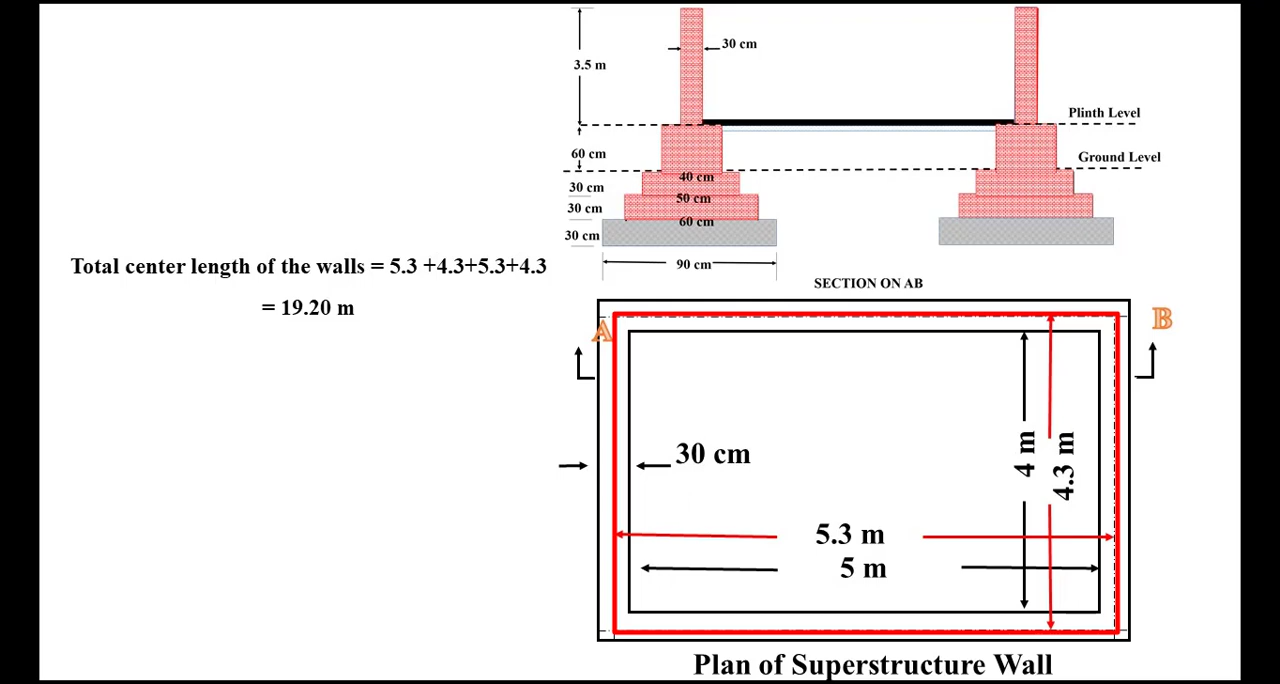 30 cm
3.5 m
Plinth Level
60 cm
Ground Level
40 cm
30 cm
50 cm
30 cm
60 cm
30 cm
90 cm
Total center length of the walls = 5.3 +4.3+5.3+4.3
= 19.20 m
SECTION ON AB
A
B
30 cm
4 m
4.3 m
5.3 m
5 m
Plan of Superstructure Wall